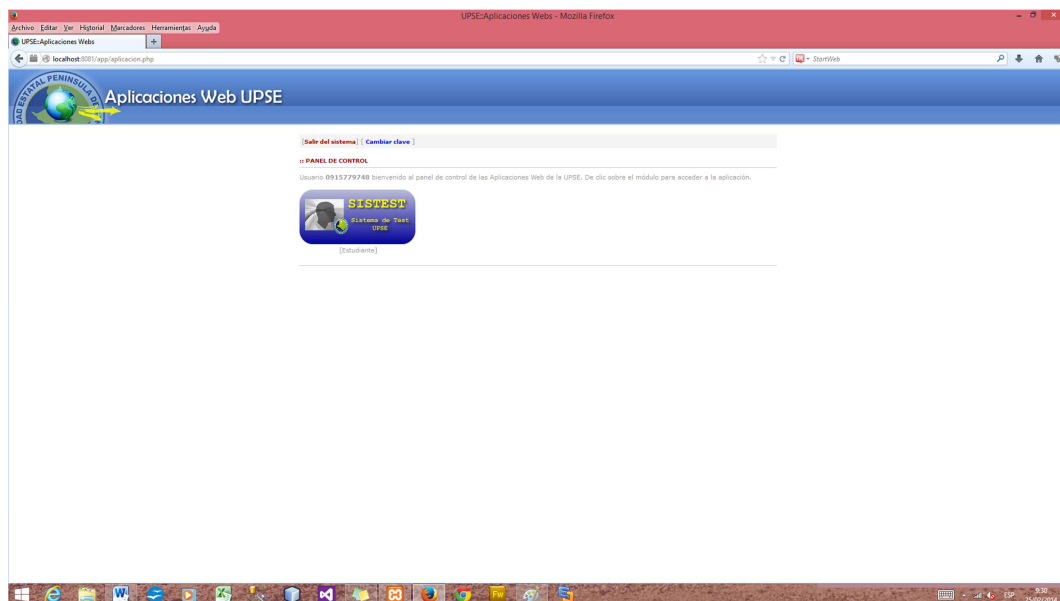 UPSE::Aplicaciones Webs - Mozilla Firefox
Archivo Editar Ver Historial Marcadores Herramientas Ayuda
UPSE::Aplicaciones Webs
localhost:8081/app/aplicacion.php
StartWeb
Aplicaciones Web UPSE
[Salir del sistema] [ Cambiar clave ]
:: PANEL DE CONTROL
Usuario 0915779748 bienvenido al panel de control de las Aplicaciones Web de la UPSE. De clic sobre el módulo para acceder a la aplicación.
SISTEST
Sistema de Test
UPSE
[Estudiante]
ESP
9:30
25/02/2014